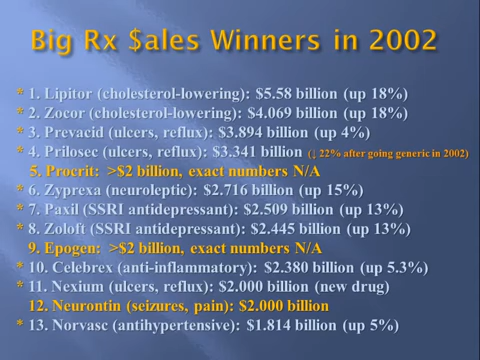 Big Rx $ales Winners in 2002
* 1. Lipitor (cholesterol-lowering): $5.58 billion (up 18%)
* 2. Zocor (cholesterol-lowering): $4.069 billion (up 18%)
* 3. Prevacid (ulcers, reflux): $3.894 billion (up 4%)
* 4. Prilosec (ulcers, reflux): $3.341 billion (↓ 22% after going generic in 2002)
5. Procrit: >$2 billion, exact numbers N/A
* 6. Zyprexa (neuroleptic): $2.716 billion (up 15%)
* 7. Paxil (SSRI antidepressant): $2.509 billion (up 13%)
* 8. Zoloft (SSRI antidepressant): $2.445 billion (up 13%)
9. Epogen: >$2 billion, exact numbers N/A
* 10. Celebrex (anti-inflammatory): $2.380 billion (up 5.3%)
* 11. Nexium (ulcers, reflux): $2.000 billion (new drug)
12. Neurontin (seizures, pain): $2.000 billion
* 13. Norvasc (antihypertensive): $1.814 billion (up 5%)